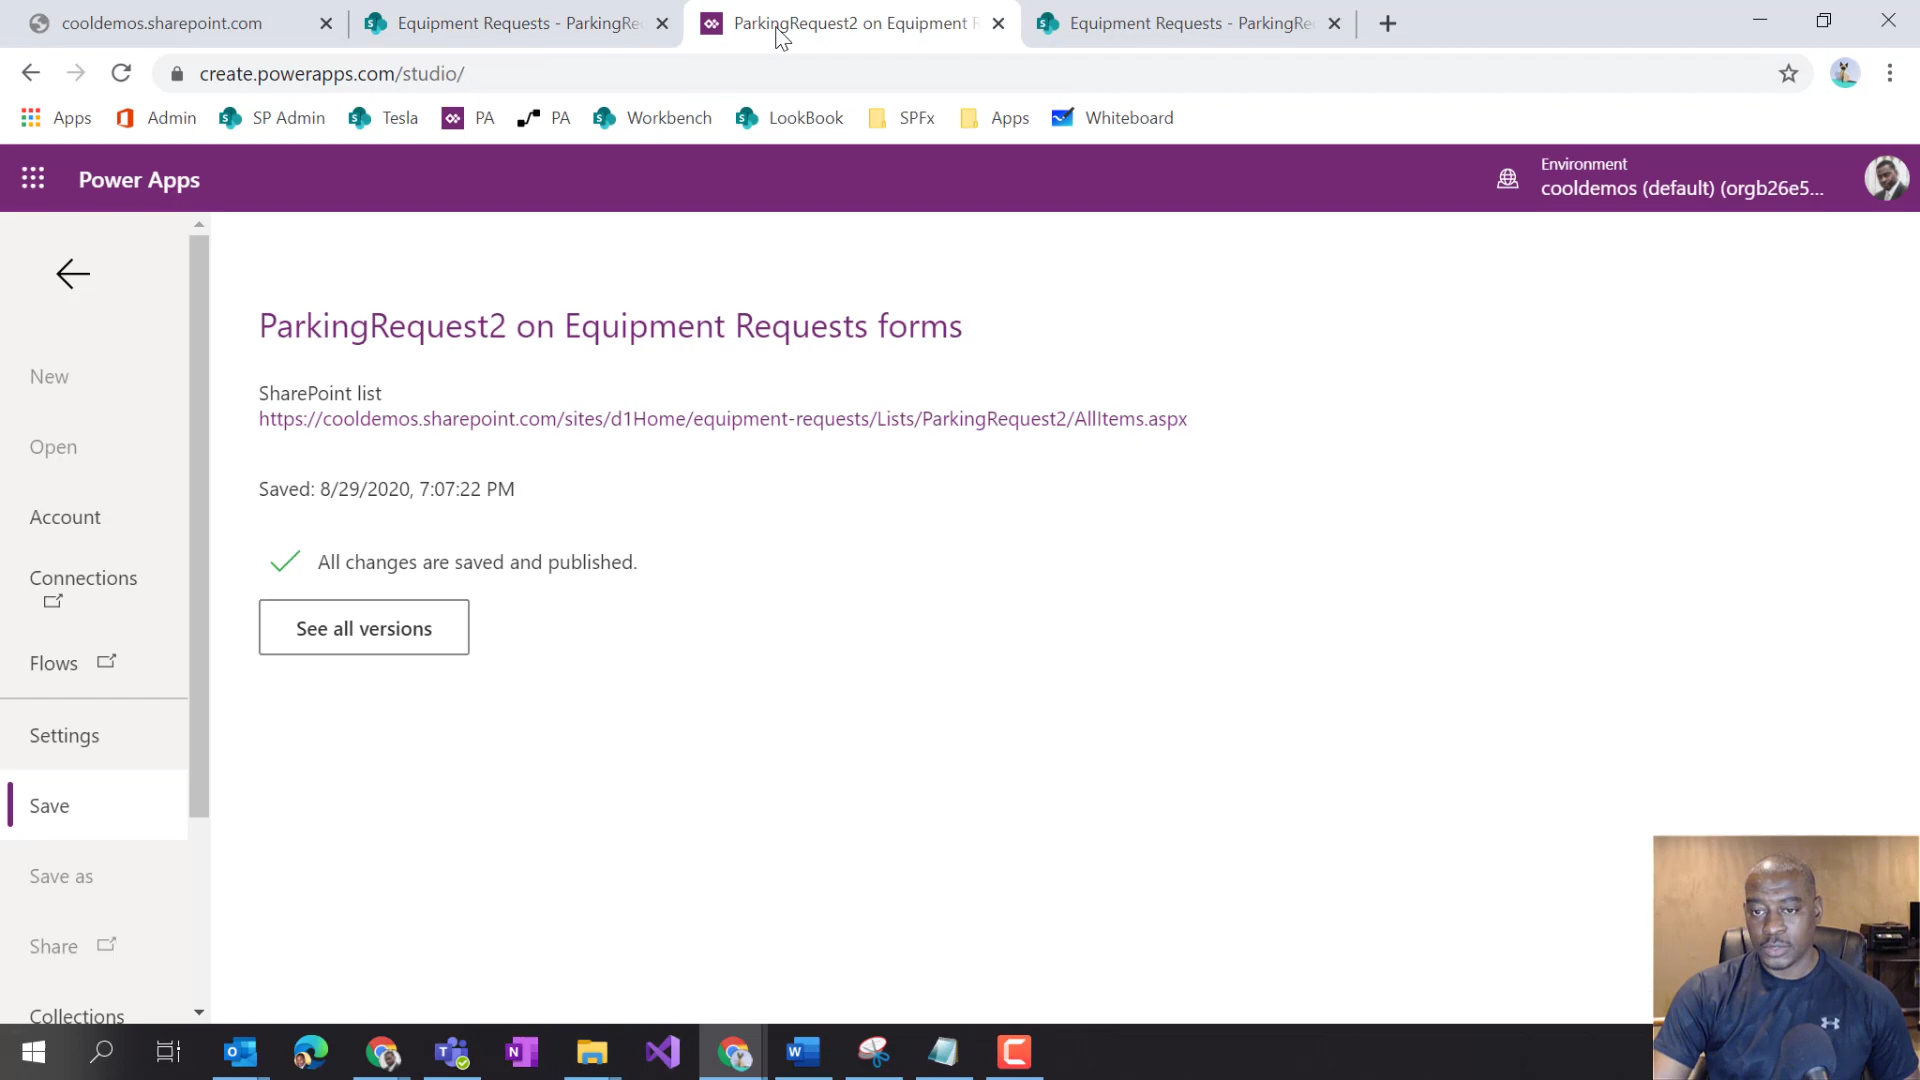 cooldemos.sharepoint.com
Equipment Requests - ParkingRe
ParkingRequest2 on Equipment R
Equipment Requests - ParkingRe
create.powerapps.com/studio/
Apps
Admin
SP Admin
Tesla
PA
PA
Workbench
LookBook
SPFx
Apps
Whiteboard
Power Apps
Environment
cooldemos (default) (orgb26e5...
New
Open
Account
Connections
Flows
Settings
Save
Save as
Share
Collections
ParkingRequest2 on Equipment Requests forms
SharePoint list
https://cooldemos.sharepoint.com/sites/d1Home/equipment-requests/Lists/ParkingRequest2/AllItems.aspx
Saved: 8/29/2020, 7:07:22 PM
All changes are saved and published.
See all versions